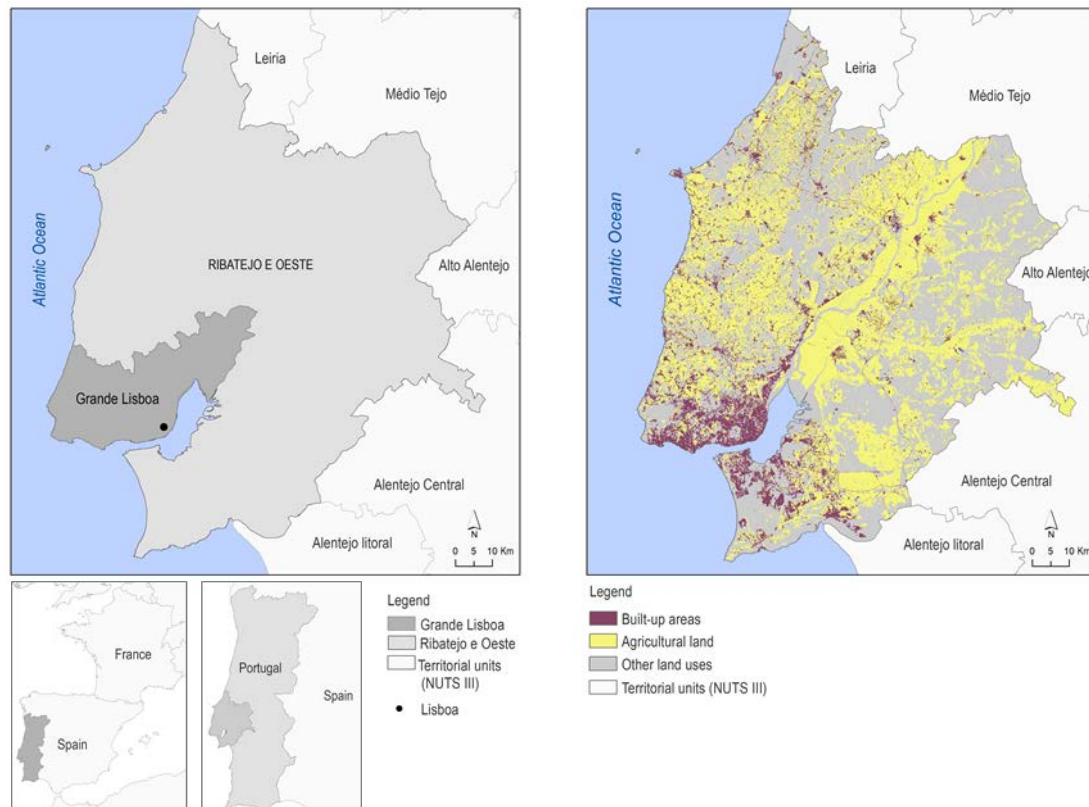 Leiria
Médio Tejo
Atlantic Ocean
RIBATEJO E OESTE
Alto Alentejo
Grande Lisboa
Alentejo Central
Alentejo litoral
N
0 5 10 Km
Leiria
Médio Tejo
Atlantic Ocean
Alto Alentejo
Alentejo Central
Alentejo litoral
N
0 5 10 Km
France
Spain
Portugal
Spain
Legend
Grande Lisboa
Ribatejo e Oeste
Territorial units
(NUTS III)
Lisboa
Legend
Built-up areas
Agricultural land
Other land uses
Territorial units (NUTS III)